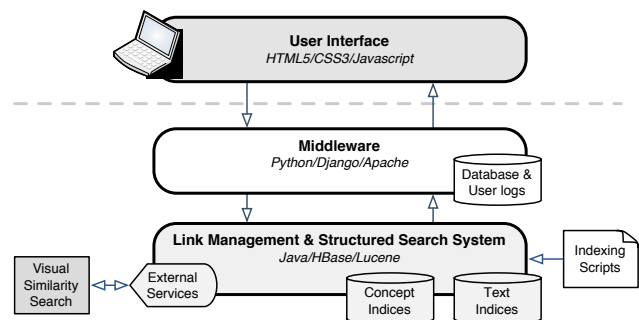 User Interface
HTML5/CSS3/Javascript
Middleware
Python/Django/Apache
Database &
User logs
Link Management & Structured Search System
Java/HBase/Lucene
Indexing
Scripts
Visual
Similarity
Search
External
Services
Concept
Indices
Text
Indices